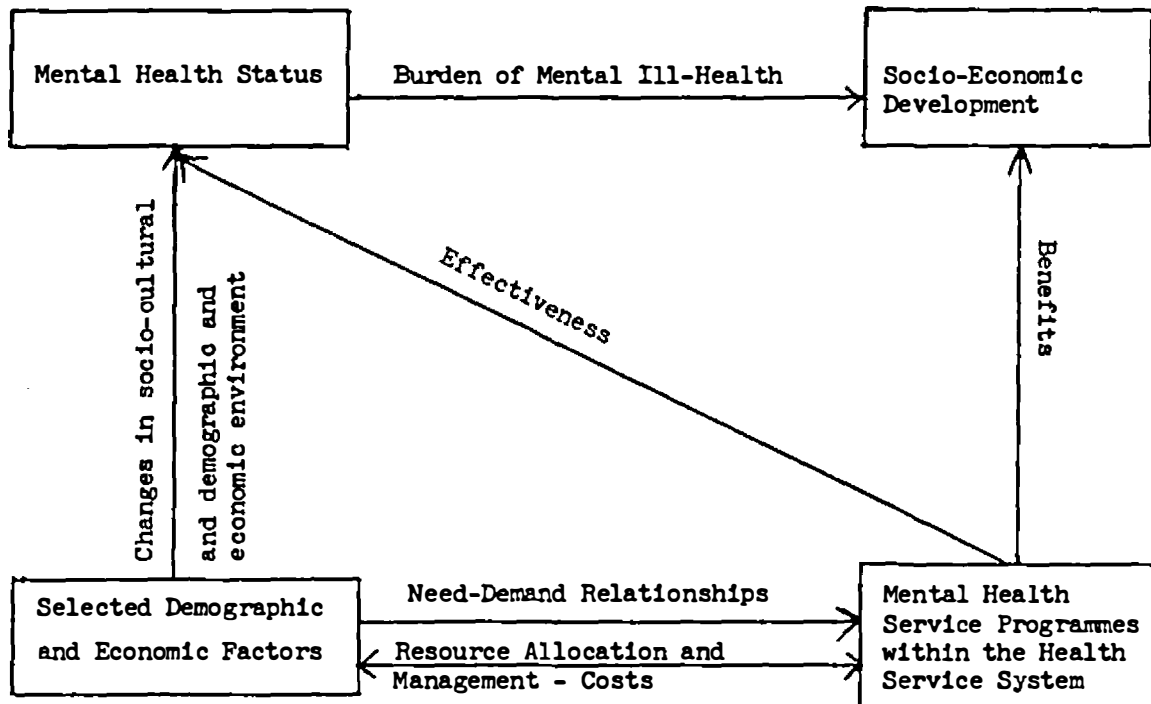 Mental Health Status
Burden of Mental Ill-Health
Socio-Economic
Development
Changes in socio-cultural
and demographic and
economic environment
Effectiveness
Benefits
Selected Demographic
and Economic Factors
Need-Demand Relationships
Resource Allocation and
Management - Costs
Mental Health
Service Programmes
within the Health
Service System